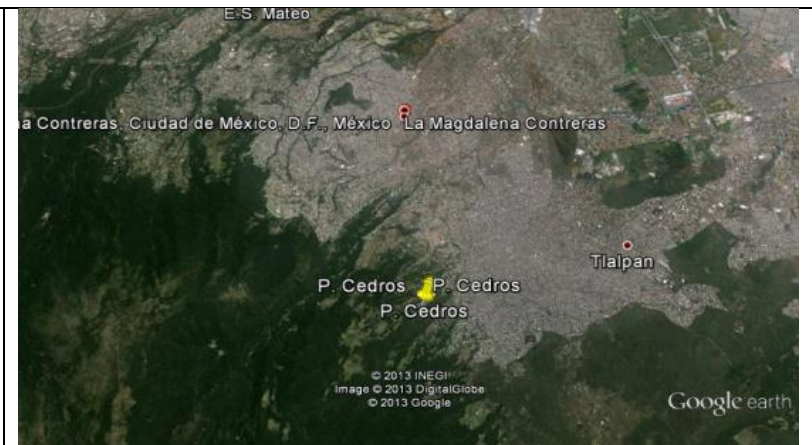 E.S. Mateo
a Contreras, Ciudad de México, D.F., México La Magdalena Contreras
Tlalpan
P. Cedros P. Cedros
P. Cedros
© 2013 INEGI
Image © 2013 DigitalGlobe
© 2013 Google
Google earth